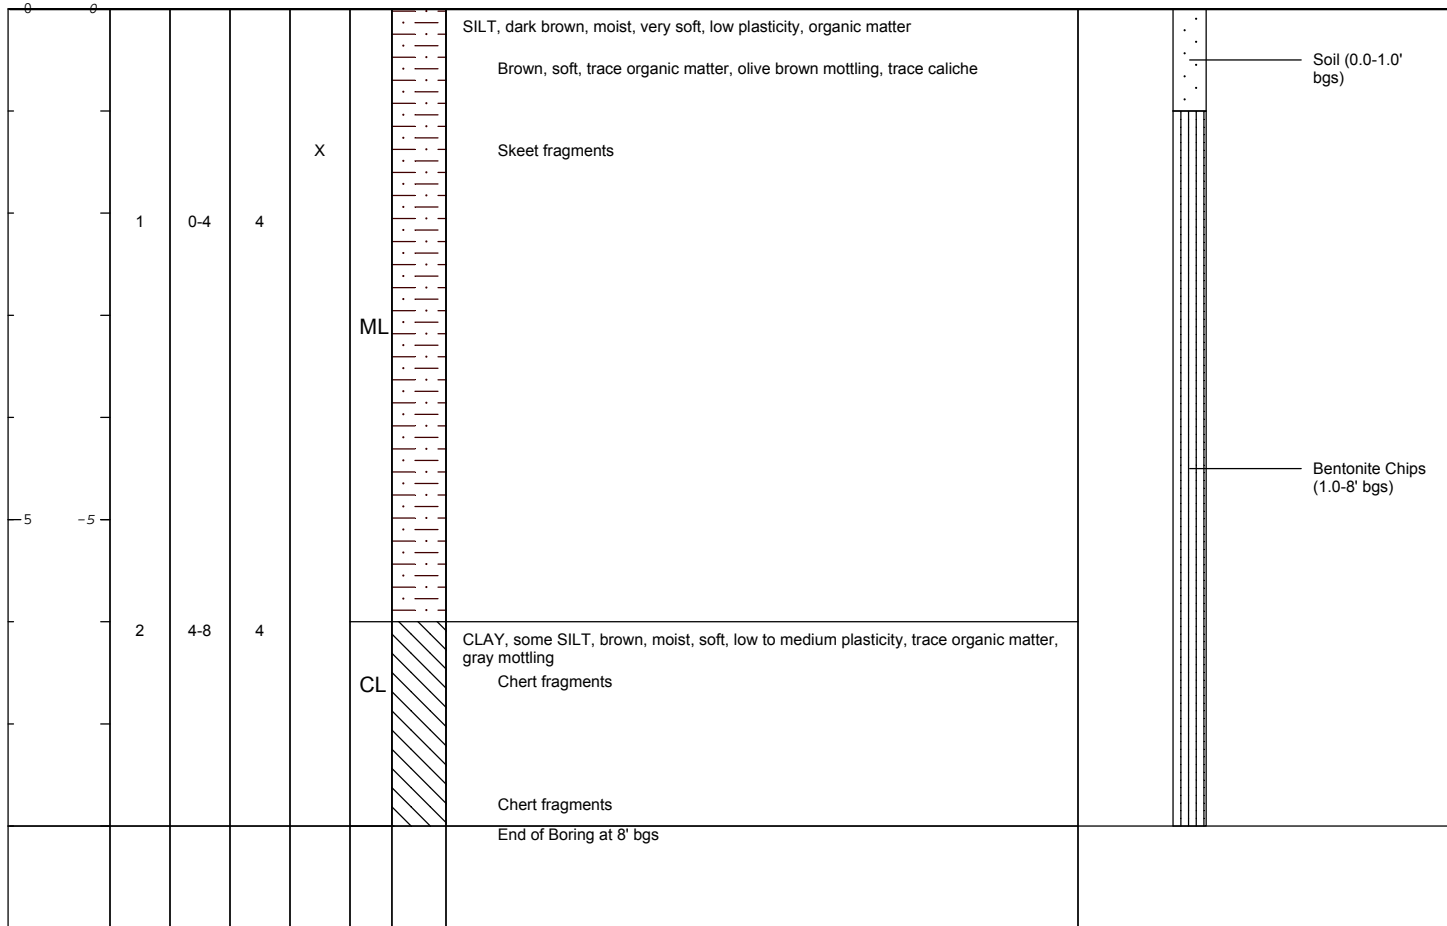 0 0
SILT, dark brown, moist, very soft, low plasticity, organic matter
Brown, soft, trace organic matter, olive brown mottling, trace caliche
Soil (0.0-1.0'
bgs)
X
Skeet fragments
1 0-4 4
ML
Bentonite Chips
(1.0-8' bgs)
5 -5
2 4-8 4
CLAY, some SILT, brown, moist, soft, low to medium plasticity, trace organic matter,
gray mottling
CL
Chert fragments
Chert fragments
End of Boring at 8' bgs